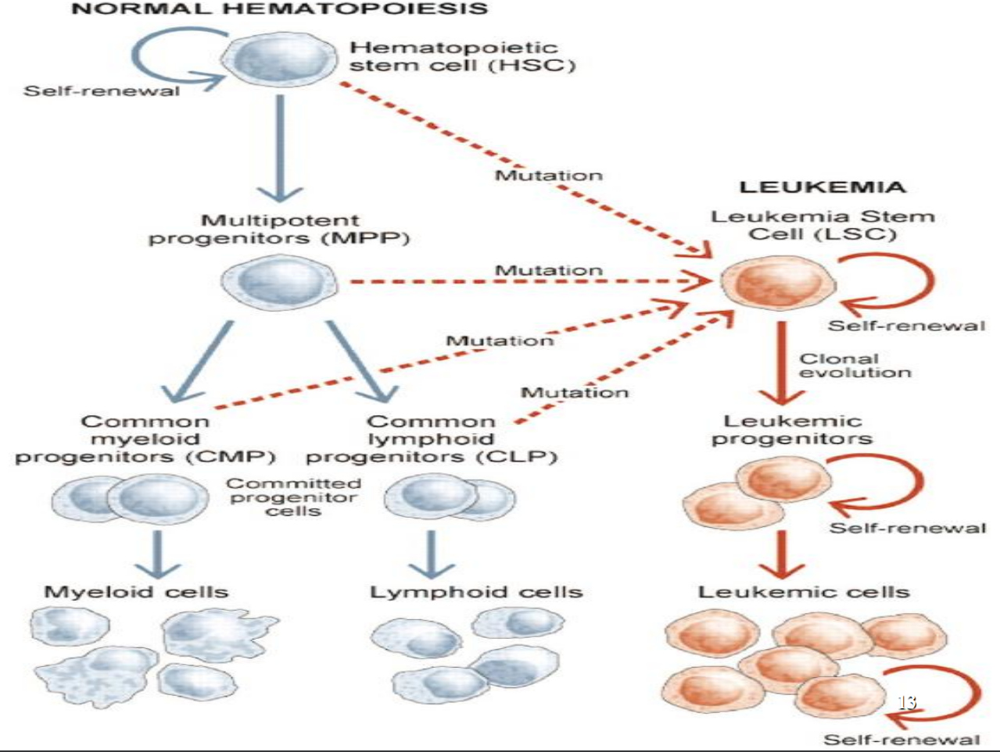 NORMAL HEMATOPOIESIS
Hematopoietic
stem cell (HSC)
Self-renewal
Mutation
LEUKEMIA
Leukemia Stem
Cell (LSC)
Multipotent
progenitors (MPP)
Mutation
Self-renewal
Mutation
Clonal
evolution
Mutation
Common
myeloid
progenitors (CMP)
Common
lymphoid
progenitors (CLP)
Leukemic
progenitors
Committed
progenitor
cells
Self-renewal
Myeloid cells
Lymphoid cells
Leukemic cells
13
Self-renewal